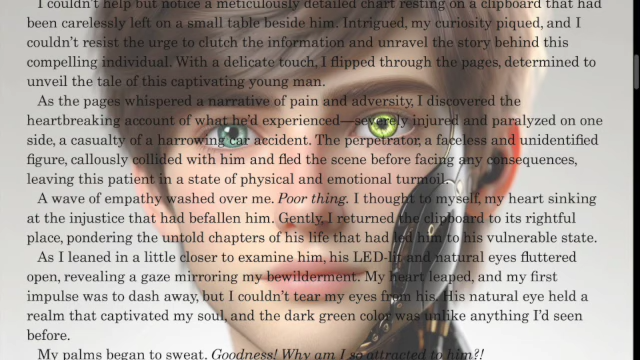 I couldn't help but notice a meticulously detailed chart resting on a clipboard that had
been carelessly left on a small table beside him. Intrigued, my curiosity piqued, and I
couldn't resist the urge to clutch the information and unravel the story behind this
compelling individual. With a delicate touch, I flipped through the pages, determined to
unveil the tale of this captivating young man.
As the pages whispered a narrative of pain and adversity, I discovered the
heartbreaking account of what he'd experienced—severely injured and paralyzed on one
side, a casualty of a harrowing car accident. The perpetrator, a faceless and unidentified
figure, callously collided with him and fled the scene before facing any consequences,
leaving this patient in a state of physical and emotional turmoil.
A wave of empathy washed over me. Poor thing. I thought to myself, my heart sinking
at the injustice that had befallen him. Gently, I returned the clipboard to its rightful
place, pondering the untold chapters of his life that had led him to his vulnerable state.
As I leaned in a little closer to examine him, his LED-lit and natural eyes fluttered
open, revealing a gaze mirroring my bewilderment. My heart leaped, and my first
impulse was to dash away, but I couldn't tear my eyes from his. His natural eye held a
realm that captivated my soul, and the dark green color was unlike anything I'd seen
before.
My palms began to sweat. Goodness! Why am I so attracted to him?!